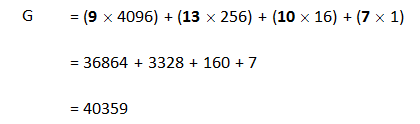 G = (9 × 4096) + (13 × 256) + (10 × 16) + (7 × 1)
= 36864 + 3328 + 160 + 7
= 40359